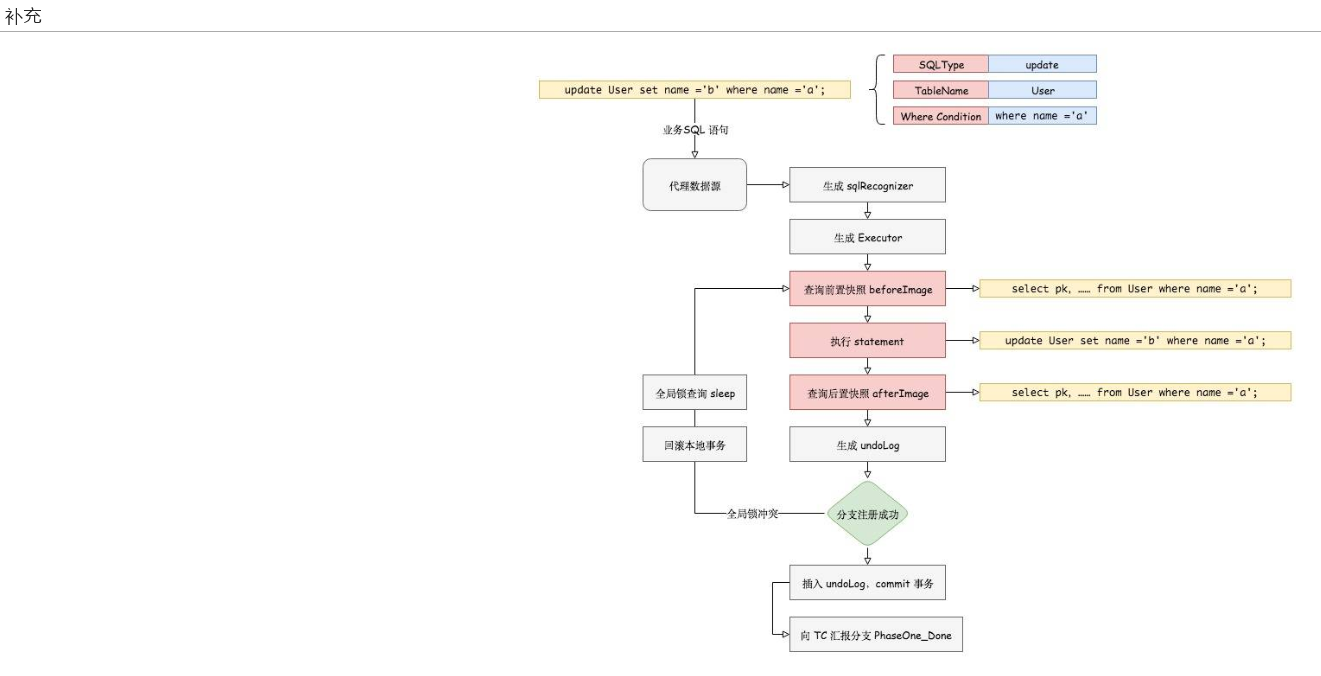 补充
SQLType update
update User set name ='b' where name ='a';
TableName User
Where Condition where name ='a'
业务SQL 语句
代理数据源
生成 sqlRecognizer
生成 Executor
查询前置快照 beforeImage
select pk, …… from User where name ='a';
执行 statement
update User set name ='b' where name ='a';
全局锁查询 sleep
查询后置快照 afterImage
select pk, …… from User where name ='a';
回滚本地事务
生成 undoLog
全局锁冲突
分支注册成功
插入 undoLog, commit 事务
向 TC 汇报分支 PhaseOne_Done